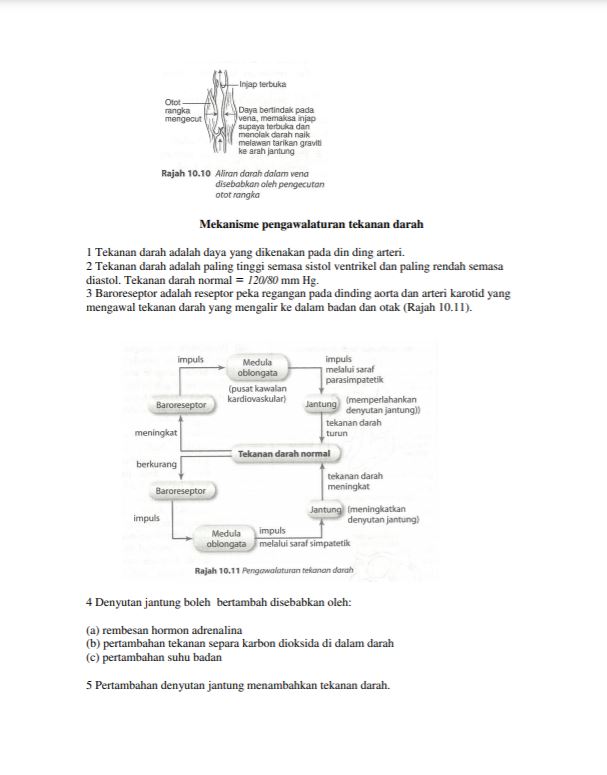 Injap terbuka
Otot
rangka
mengecut
Daya bertindak pada
vena, memaksa injap
supaya terbuka dan
menolak darah naik
melawan tarikan graviti
ke arah jantung
Rajah 10.10 Aliran darah dalam vena
disebabkan oleh pengecutan
otot rangka
Mekanisme pengawalaturan tekanan darah
1 Tekanan darah adalah daya yang dikenakan pada din ding arteri.
2 Tekanan darah adalah paling tinggi semasa sistol ventrikel dan paling rendah semasa
diastol. Tekanan darah normal = 120/80 mm Hg.
3 Baroreseptor adalah reseptor peka regangan pada dinding aorta dan arteri karotid yang
mengawal tekanan darah yang mengalir ke dalam badan dan otak (Rajah 10.11).
impuls
Medula
oblongata
(pusat kawalan
kardiovaskular)
impuls
melalui saraf
parasimpatetik
Baroreseptor
Jantung
(memperlahankan
denyutan jantung))
meningkat
tekanan darah
turun
Tekanan darah normal
berkurang
Baroreseptor
tekanan darah
meningkat
impuls
Jantung
(meningkatkan
denyutan jantung)
Medula
oblongata
impuls
melalui saraf simpatetik
Rajah 10.11 Pengawalaturan tekanan darah
4 Denyutan jantung boleh bertambah disebabkan oleh:
(a) rembesan hormon adrenalina
(b) pertambahan tekanan separa karbon dioksida di dalam darah
(c) pertambahan suhu badan
5 Pertambahan denyutan jantung menambahkan tekanan darah.